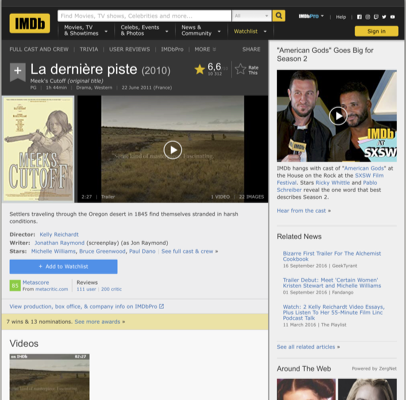 IMDb
Find Movies, TV shows, Celebrities and more...
All
IMDbPro | Help
Movies, TV
& Showtimes
Celebs, Events
& Photos
News &
Community
Watchlist
Sign in
FULL CAST AND CREW | TRIVIA | USER REVIEWS | IMDbPro | MORE
SHARE
La dernière piste (2010)
Meek's Cutoff (original title)
PG | 1h 44min | Drama, Western | 22 June 2011 (France)
6,6
Rate
This
MEEK'S
CUTOFF
2:27 | Trailer
1 VIDEO | 22 IMAGES
Settlers traveling through the Oregon desert in 1845 find themselves stranded in harsh
conditions.
Director: Kelly Reichardt
Writer: Jonathan Raymond (screenplay) (as Jon Raymond)
Stars: Michelle Williams, Bruce Greenwood, Paul Dano | See full cast & crew »
+ Add to Watchlist
85
Metascore
From metacritic.com
Reviews
111 user | 200 critic
View production, box office, & company info on IMDbPro
7 wins & 13 nominations. See more awards »
Videos
02:27
"American Gods" Goes Big for
Season 2
IMDb
SXSW
IMDb hangs with cast of "American Gods" at
the House on the Rock at the SXSW Film
Festival. Stars Ricky Whittle and Pablo
Schreiber reveal the one word that best
describes Season 2.
Hear from the cast »
Related News
Bizarre First Trailer For The Alchemist
Cookbook
16 September 2016 | GeekTyrant
Trailer Debut: Meet 'Certain Women'
Kristen Stewart and Michelle Williams
01 September 2016 | Fandango
Watch: 2 Kelly Reichardt Video Essays,
Plus Listen To Her 55-Minute Film Linc
Podcast Talk
11 March 2016 | The Playlist
See all related articles »
Around The Web
Powered by ZergNet